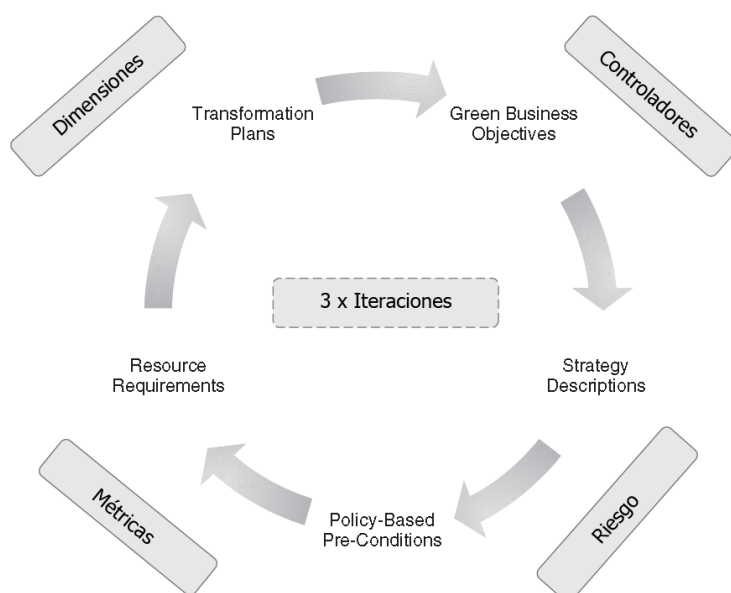 Dimensiones
Controladores
Transformation
Plans
Green Business
Objectives
3 x Iteraciones
Resource
Requirements
Strategy
Descriptions
Métricas
Policy-Based
Pre-Conditions
Riesgo